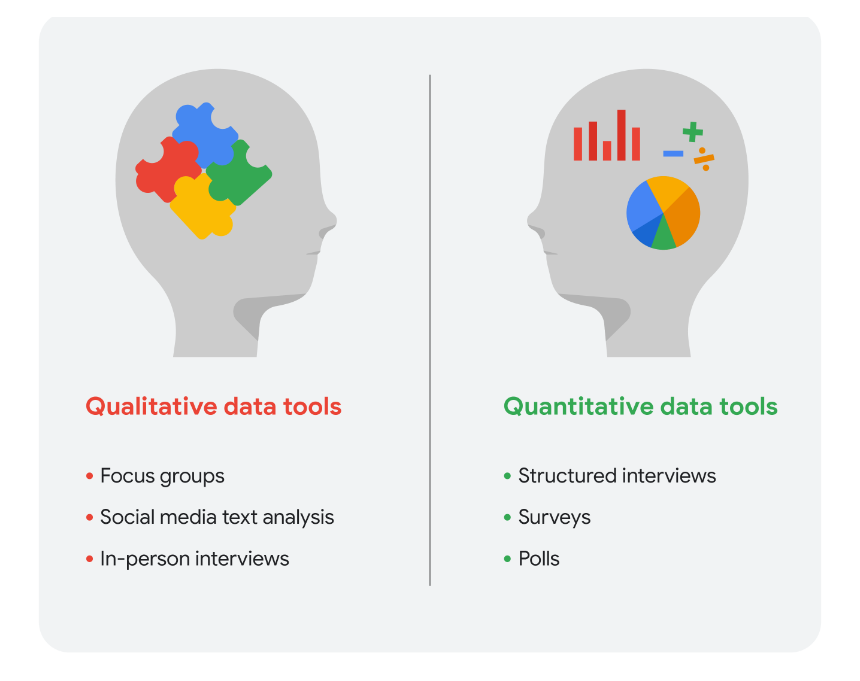 Qualitative data tools
• Focus groups
• Social media text analysis
• In-person interviews
Quantitative data tools
• Structured interviews
• Surveys
• Polls